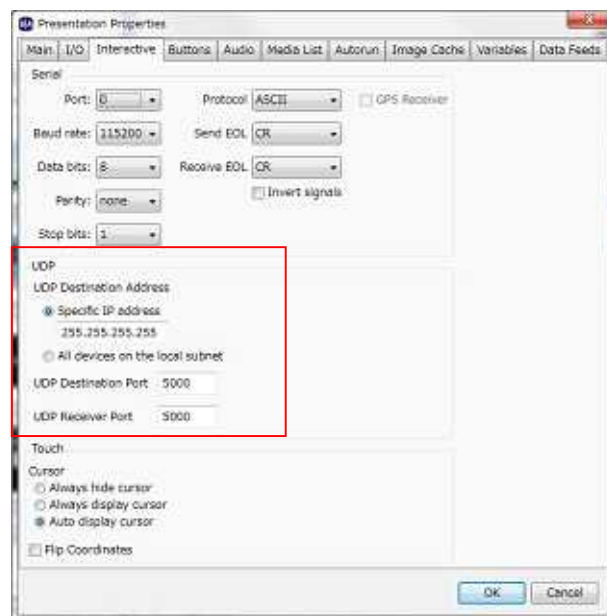 BA Presentation Properties
Main I/O Interactive Buttons Audio Media List Autorun Image Cache Variables Data Feeds
Serial
Port: 0 Protocol ASCII GPS Receiver
Baud rate: 115200 Send EOL CR
Data bits: 8 Receive EOL CR
Parity: none Invert signals
Stop bits: 1
UDP
UDP Destination Address
Specific IP address
255.255.255.255
All devices on the local subnet
UDP Destination Port 5000
UDP Receiver Port 5000
Touch
Cursor
Always hide cursor
Always display cursor
Auto display cursor
Flip Coordinates
OK Cancel